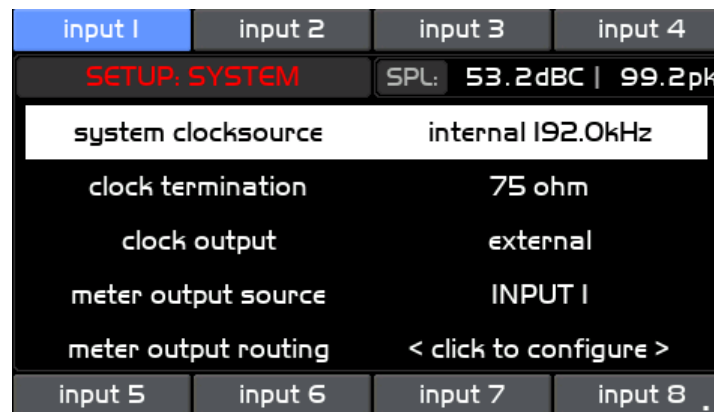 input 1 input 2 input 3 input 4
SETUP: SYSTEM SPL: 53.2dBC | 99.2pk
system clocksource internal 192.0kHz
clock termination 75 ohm
clock output external
meter output source INPUT 1
meter output routing < click to configure >
input 5 input 6 input 7 input 8